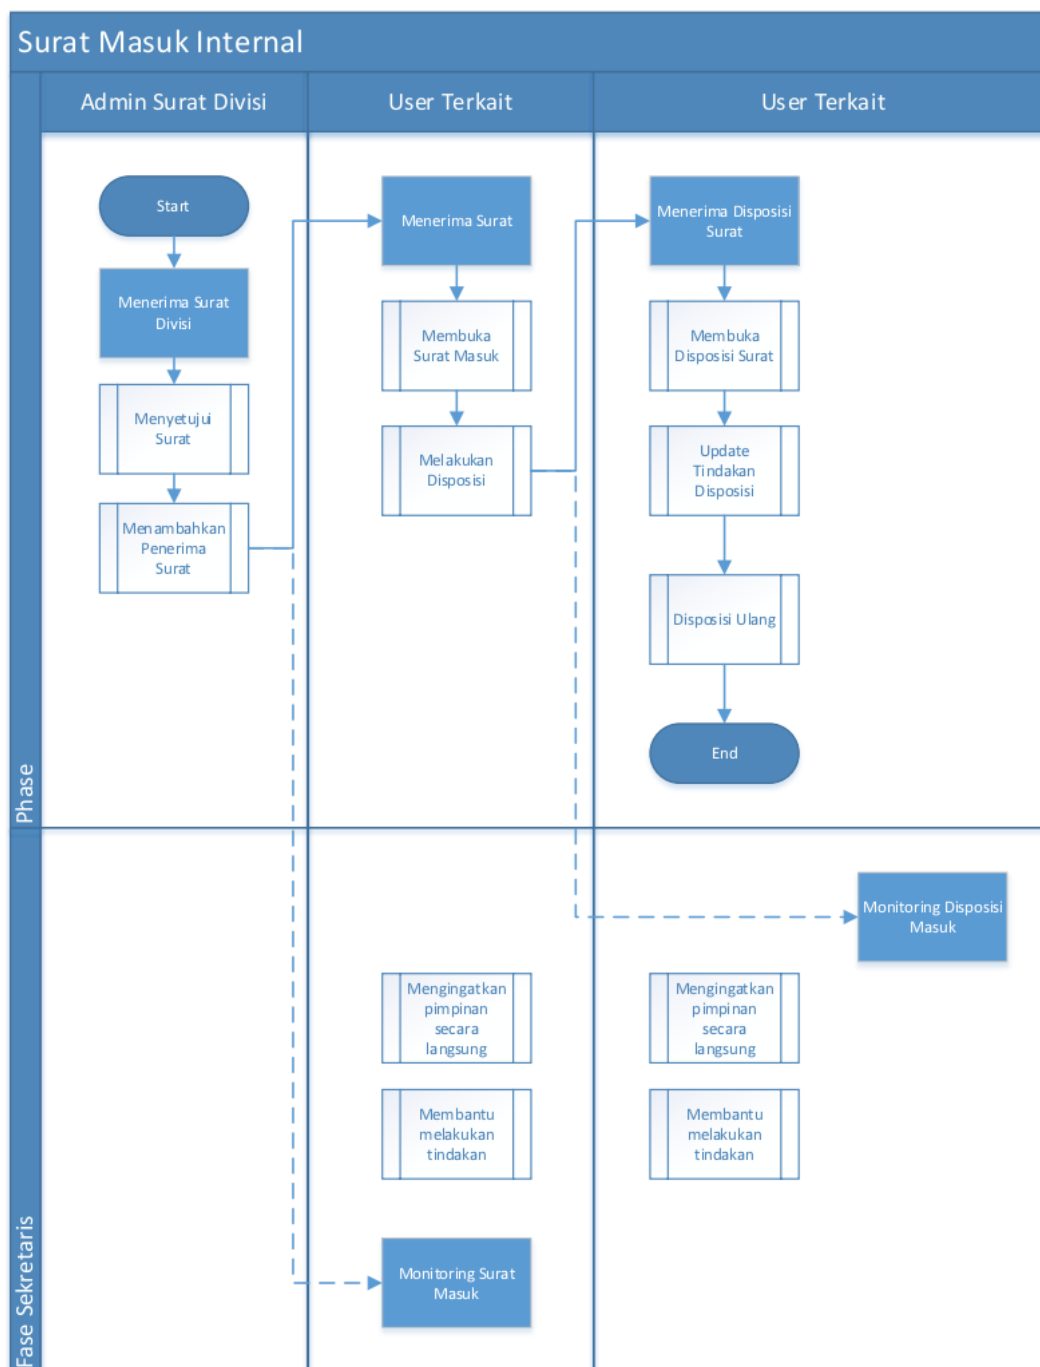 Surat Masuk Internal
Admin Surat Divisi
User Terkait
User Terkait
Phase
Start
Menerima Surat
Divisi
Menyetujui
Surat
Menambahkan
Penerima
Surat
Menerima Surat
Membuka
Surat Masuk
Melakukan
Disposisi
Menerima Disposisi
Surat
Membuka
Disposisi Surat
Update
Tindakan
Disposisi
Disposisi Ulang
End
Fase Sekretaris
Monitoring Disposisi
Masuk
Mengingatkan
pimpinan
secara
langsung
Membantu
melakukan
tindakan
Monitoring Surat
Masuk
Mengingatkan
pimpinan
secara
langsung
Membantu
melakukan
tindakan